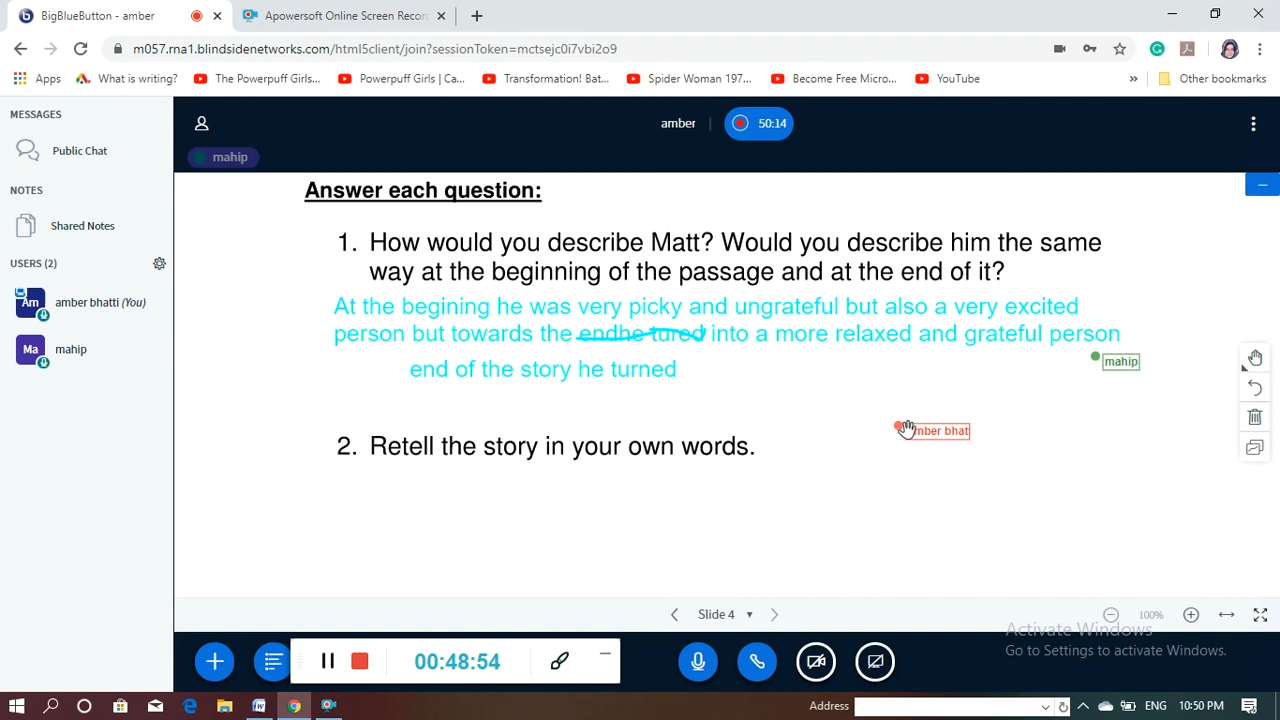 BigBlueButton - amber
Apowersoft Online Screen Recor
m057.rna1.blindsidenetworks.com/html5client/join?sessionToken=mctsejc0i7vbi2o9
Apps
What is writing?
The Powerpuff Girls...
Powerpuff Girls | Ca...
Transformation! Bat...
Spider Woman 197...
Become Free Micro...
YouTube
»
Other bookmarks
MESSAGES
Public Chat
NOTES
Shared Notes
USERS (2)
Am
amber bhatti (You)
Ma
mahip
amber
50:14
mahip
Answer each question:
1. How would you describe Matt? Would you describe him the same
way at the beginning of the passage and at the end of it?
At the begining he was very picky and ungrateful but also a very excited
person but towards the endhe tured into a more relaxed and grateful person
end of the story he turned
mahip
mber bhat
2. Retell the story in your own words.
Slide 4
100%
Activate Windows
Go to Settings to activate Windows.
00:48:54
Address
ENG
10:50 PM